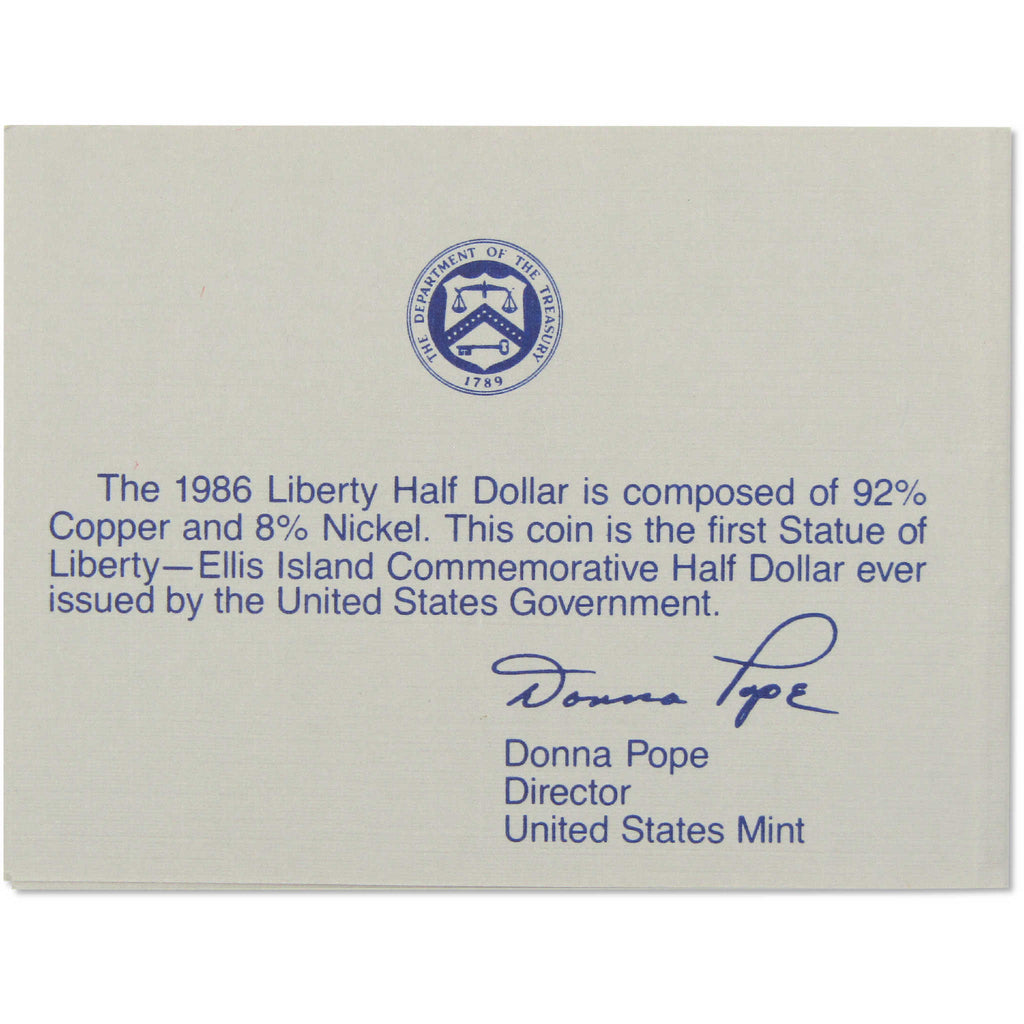 THE DEPARTMENT OF THE TREASURY
1789
The 1986 Liberty Half Dollar is composed of 92%
Copper and 8% Nickel. This coin is the first Statue of
Liberty—Ellis Island Commemorative Half Dollar ever
issued by the United States Government.
Donna Pope
Donna Pope
Director
United States Mint